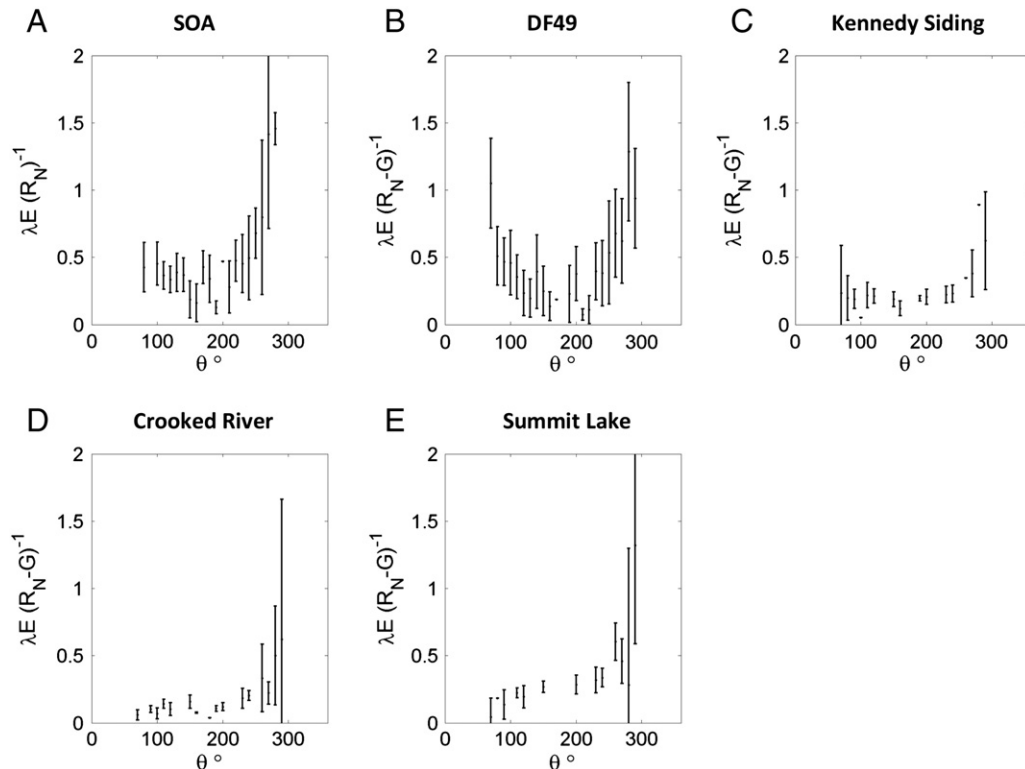 A SOA
B DF49
C Kennedy Siding
2
1.5
1
0.5
0
λE (R_N)⁻¹
0 100 200 300
θ °
2
1.5
1
0.5
0
λE (R_N-G)⁻¹
0 100 200 300
θ °
2
1.5
1
0.5
0
λE (R_N-G)⁻¹
0 100 200 300
θ °
D Crooked River
E Summit Lake
2
1.5
1
0.5
0
λE (R_N-G)⁻¹
0 100 200 300
θ °
2
1.5
1
0.5
0
λE (R_N-G)⁻¹
0 100 200 300
θ °